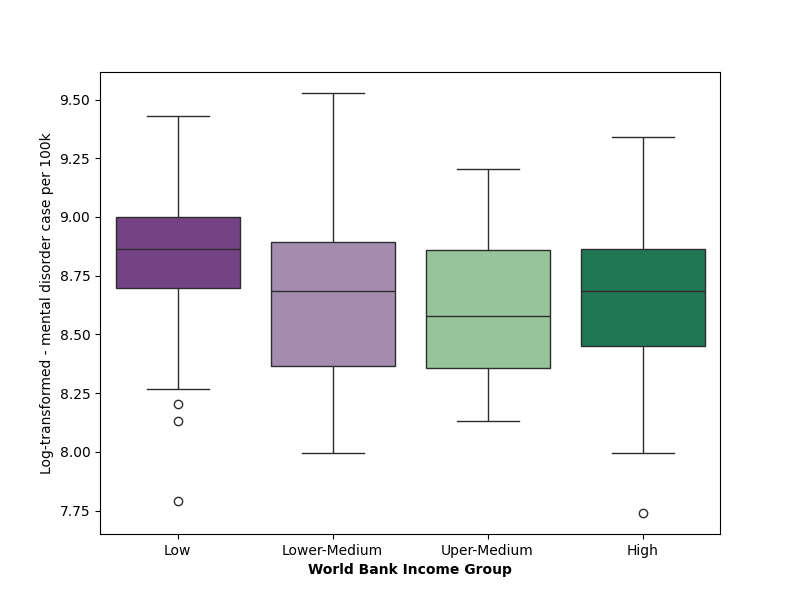 Log-transformed - mental disorder case per 100k
9.50
9.25
9.00
8.75
8.50
8.25
8.00
7.75
Low Lower-Medium Uper-Medium High
World Bank Income Group